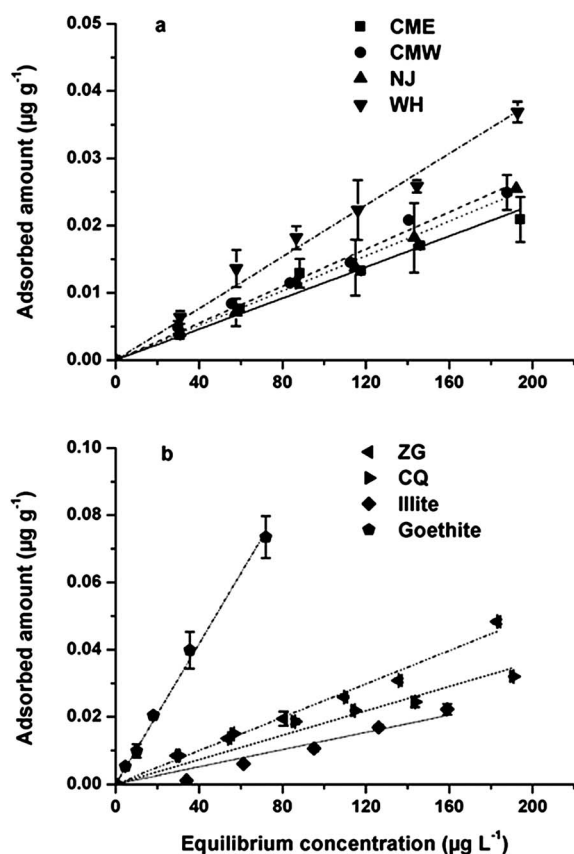 a
CME
CMW
NJ
WH
Adsorbed amount (µg g⁻¹)
0.05
0.04
0.03
0.02
0.01
0.00
0 40 80 120 160 200
b
ZG
CQ
Illite
Goethite
Adsorbed amount (µg g⁻¹)
0.10
0.08
0.06
0.04
0.02
0.00
0 40 80 120 160 200
Equilibrium concentration (µg L⁻¹)